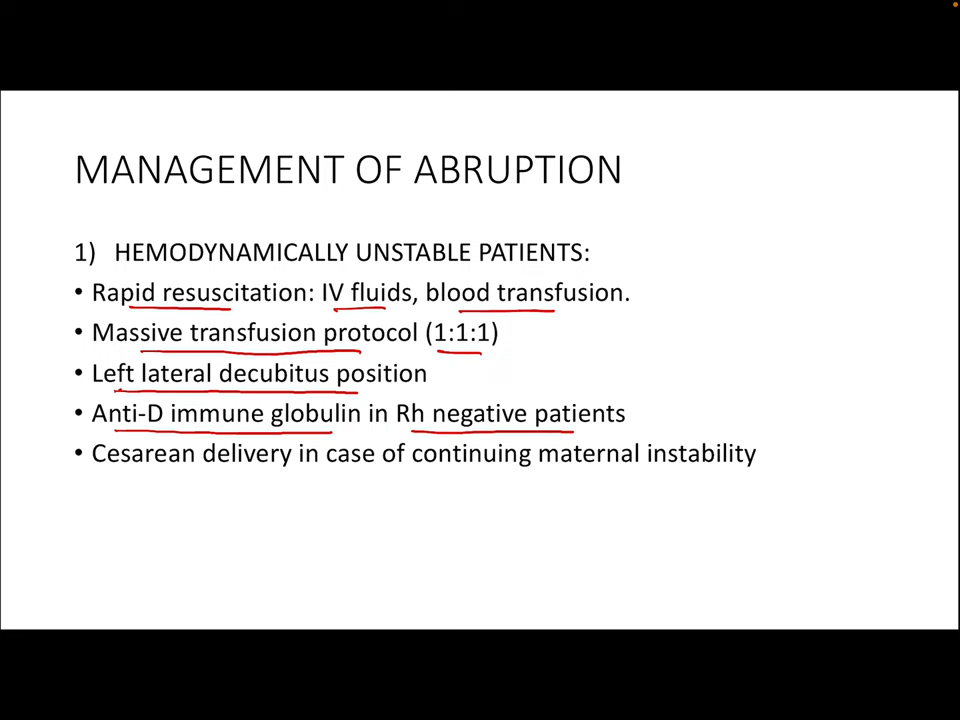 MANAGEMENT OF ABRUPTION
1) HEMODYNAMICALLY UNSTABLE PATIENTS:
• Rapid resuscitation: IV fluids, blood transfusion.
• Massive transfusion protocol (1:1:1)
• Left lateral decubitus position
• Anti-D immune globulin in Rh negative patients
• Cesarean delivery in case of continuing maternal instability